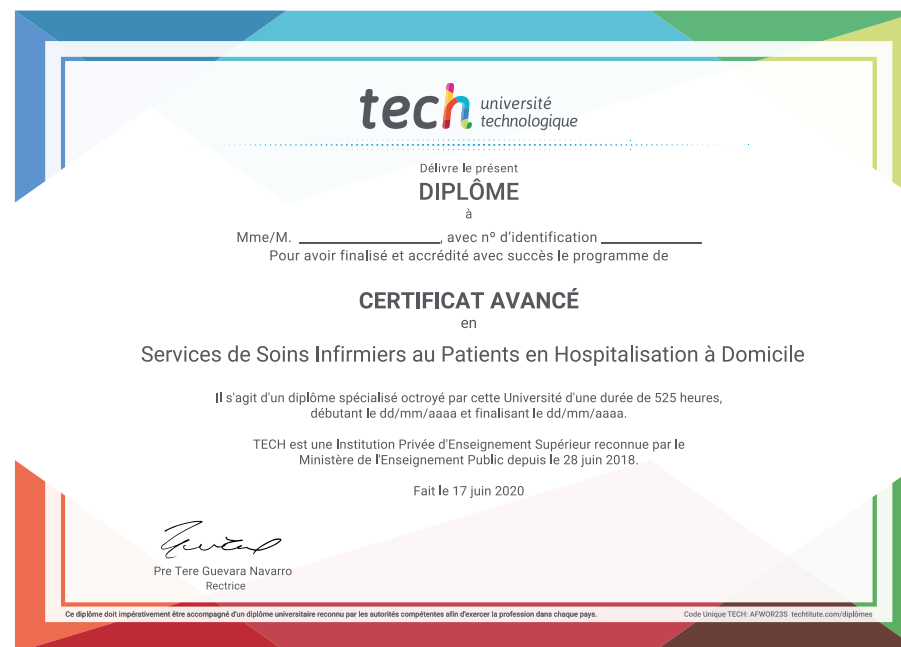 tech université
technologique
Délivre le présent
DIPLÔME
à
Mme/M. ____________________, avec nº d'identification ______________
Pour avoir finalisé et accrédité avec succès le programme de
CERTIFICAT AVANCÉ
en
Services de Soins Infirmiers au Patients en Hospitalisation à Domicile
Il s'agit d'un diplôme spécialisé octroyé par cette Université d'une durée de 525 heures,
débutant le dd/mm/aaaa et finalisant le dd/mm/aaaa.
TECH est une Institution Privée d'Enseignement Supérieur reconnue par le
Ministère de l'Enseignement Public depuis le 28 juin 2018.
Fait le 17 juin 2020
Pre Tere Guevara Navarro
Rectrice
Ce diplôme doit impérativement être accompagné d'un diplôme universitaire reconnu par les autorités compétentes afin d'exercer la profession dans chaque pays.
Code Unique TECH: AFWOR23S techtitute.com/diplômes